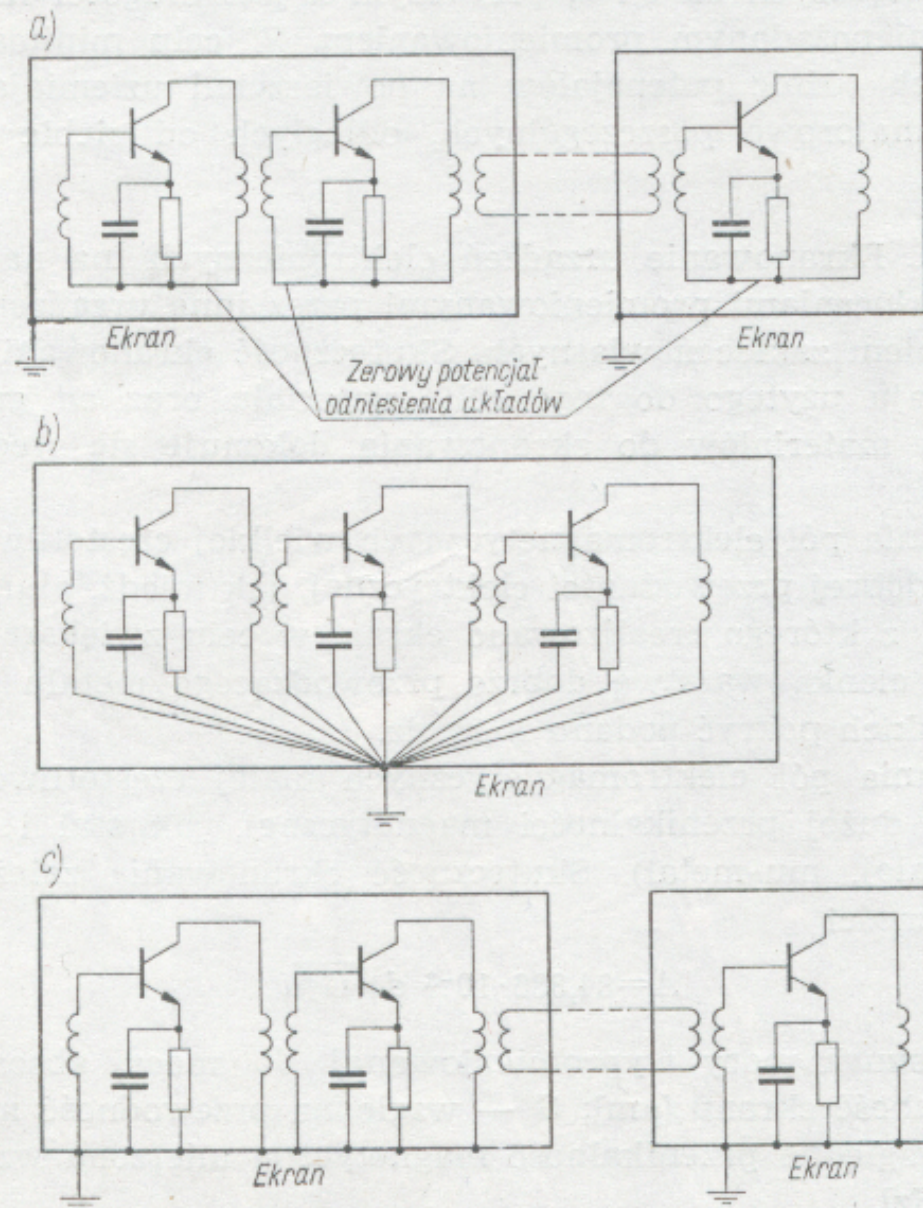 a)
Ekran
Ekran
Zerowy potencjał
odniesienia układów
b)
Ekran
c)
Ekran
Ekran